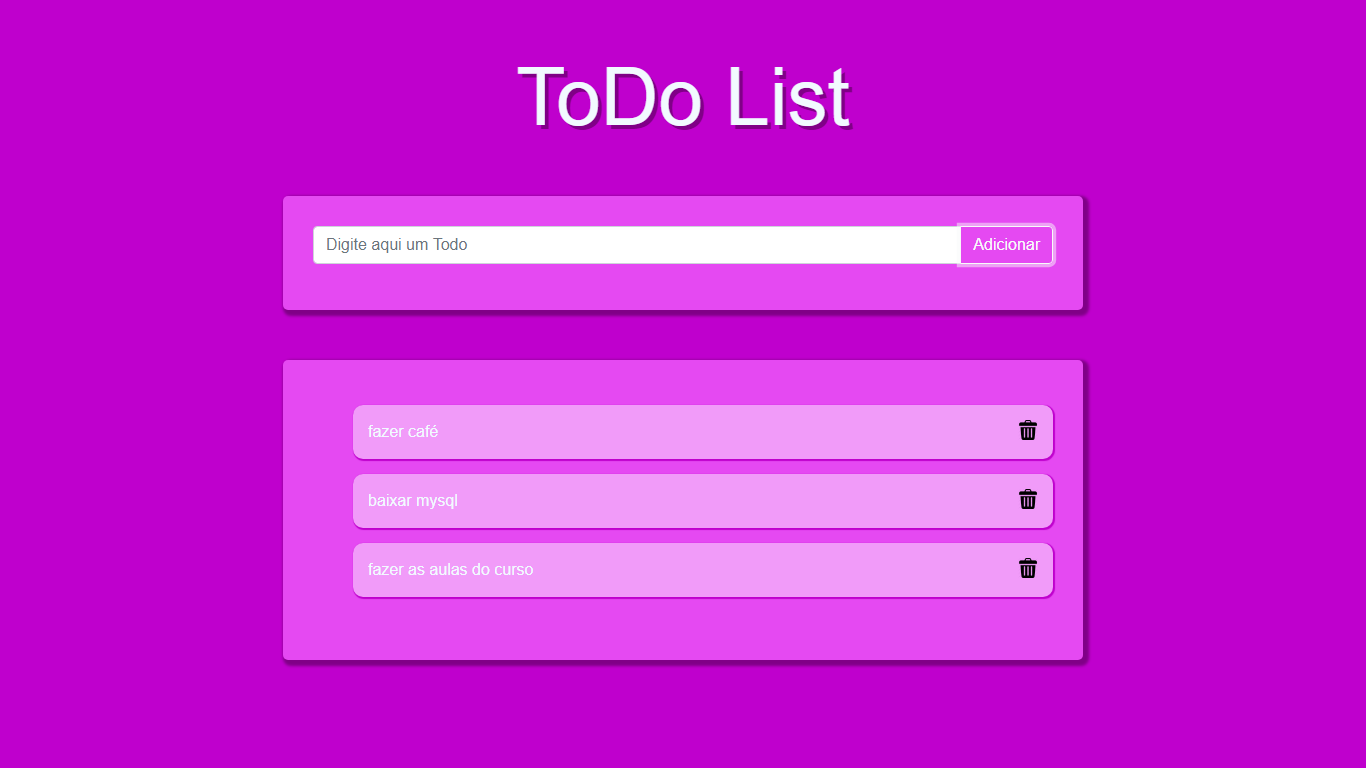 ToDo List
Digite aqui um Todo
Adicionar
fazer café
baixar mysql
fazer as aulas do curso